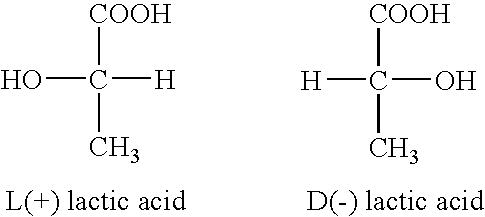 COOH COOH
HO C H H C OH
CH3 CH3
L(+) lactic acid D(-) lactic acid